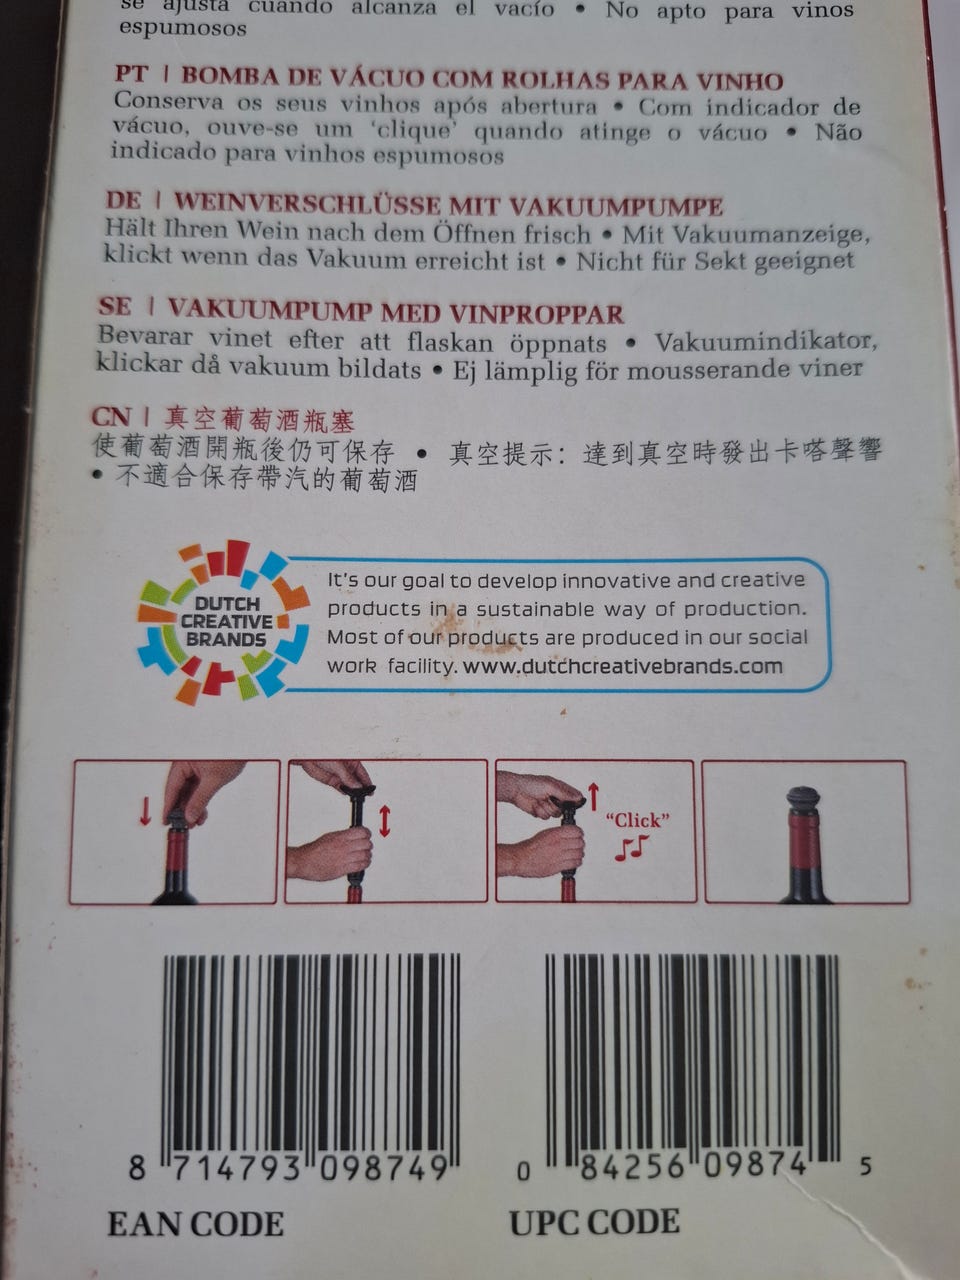 se ajusta cuando alcanza el vacío • No apto para vinos
espumosos
PT | BOMBA DE VÁCUO COM ROLHAS PARA VINHO
Conserva os seus vinhos após abertura • Com indicador de
vácuo, ouve-se um ‘clique’ quando atinge o vácuo • Não
indicado para vinhos espumosos
DE | WEINVERSCHLÜSSE MIT VAKUUMPUMPE
Hält Ihren Wein nach dem Öffnen frisch • Mit Vakuumanzeige,
klickt wenn das Vakuum erreicht ist • Nicht für Sekt geeignet
SE | VAKUUMPUMP MED VINPROPPAR
Bevarar vinet efter att flaskan öppnats • Vakuumindikator,
klickar då vakuum bildats • Ej lämplig för mousserande viner
CN | 真空葡萄酒瓶塞
使葡萄酒開瓶後仍可保存 • 真空提示：達到真空時發出卡嗒聲響
• 不適合保存帶汽的葡萄酒
DUTCH
CREATIVE
BRANDS
It's our goal to develop innovative and creative
products in a sustainable way of production.
Most of our products are produced in our social
work facility. www.dutchcreativebrands.com
“Click”
8 714793 098749
0 84256 09874 5
EAN CODE
UPC CODE